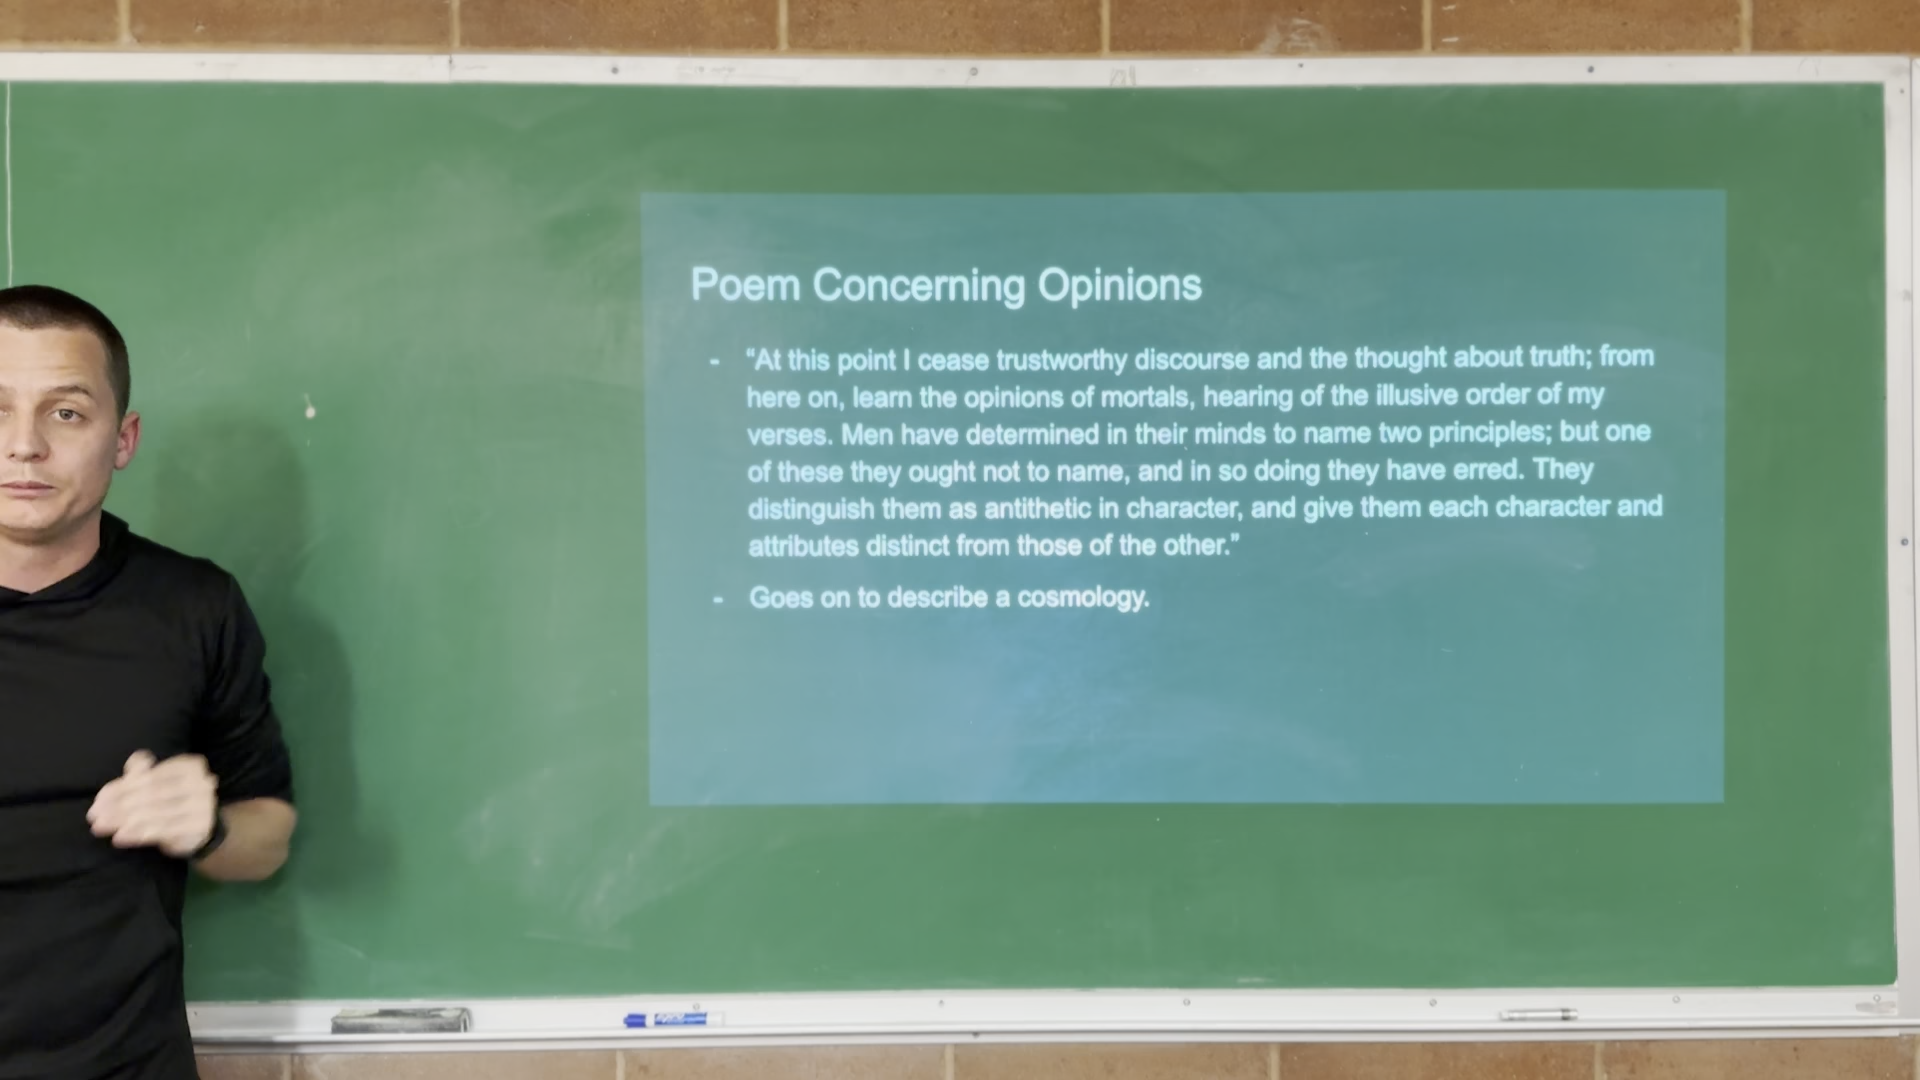 Poem Concerning Opinions
- "At this point I cease trustworthy discourse and the thought about truth; from
here on, learn the opinions of mortals, hearing of the illusive order of my
verses. Men have determined in their minds to name two principles; but one
of these they ought not to name, and in so doing they have erred. They
distinguish them as antithetic in character, and give them each character and
attributes distinct from those of the other."
- Goes on to describe a cosmology.